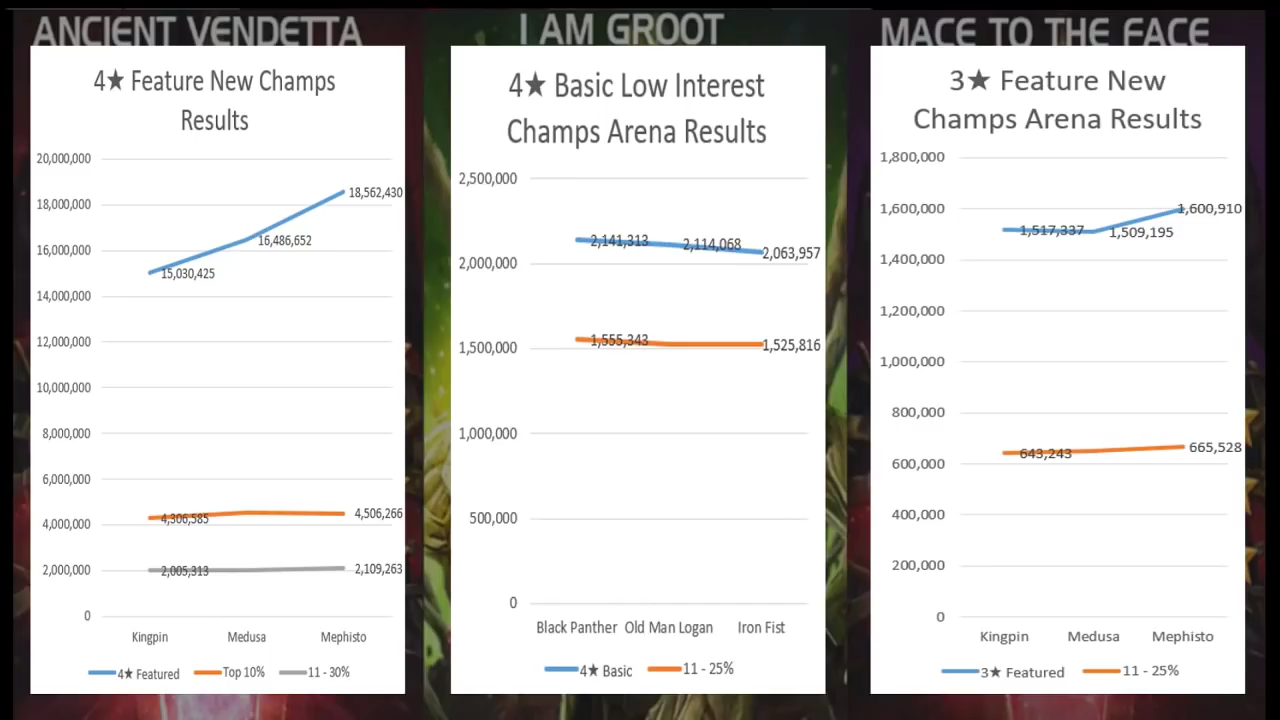 ANCIENT VENDETTA
4★ Feature New Champs
Results
20,000,000
18,000,000
16,000,000
14,000,000
12,000,000
10,000,000
8,000,000
6,000,000
4,000,000
2,000,000
0
18,562,430
16,486,652
15,030,425
4,306,585
4,506,266
2,005,313
2,109,263
Kingpin Medusa Mephisto
4★ Featured Top 10% 11 - 30%
I AM GROOT
4★ Basic Low Interest
Champs Arena Results
2,500,000
2,000,000
1,500,000
1,000,000
500,000
0
2,141,313
2,114,068
2,063,957
1,555,343
1,525,816
Black Panther Old Man Logan Iron Fist
4★ Basic 11 - 25%
MACE TO THE FACE
3★ Feature New
Champs Arena Results
1,800,000
1,600,000
1,400,000
1,200,000
1,000,000
800,000
600,000
400,000
200,000
0
1,517,337
1,509,195
1,600,910
643,243
665,528
Kingpin Medusa Mephisto
3★ Featured 11 - 25%